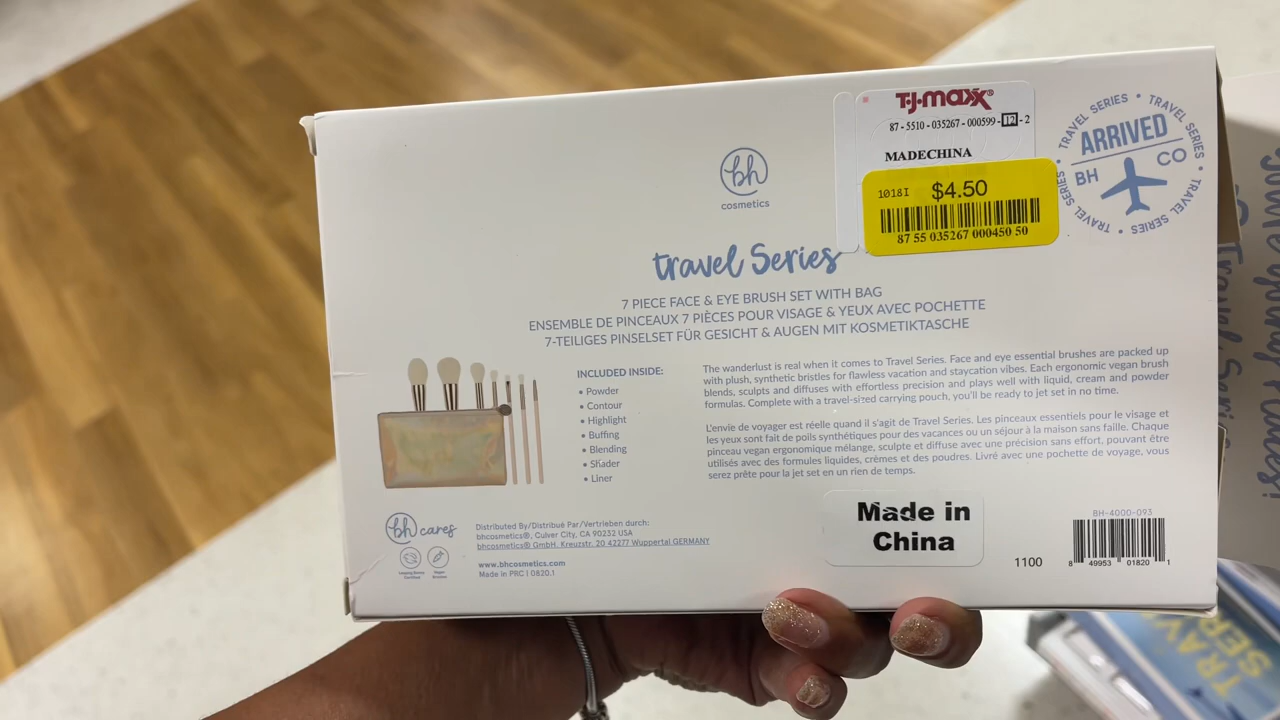 T·J·maxx®
87 - 5510 - 035267 - 000599 - 12 - 2
MADECHINA
1018I $4.50
87 55 035267 000450 50
TRAVEL SERIES • TRAVEL SERIES • TRAVEL SERIES • TRAVEL SERIES •
ARRIVED
BH CO
bh
cosmetics
travel Series
7 PIECE FACE & EYE BRUSH SET WITH BAG
ENSEMBLE DE PINCEAUX 7 PIÈCES POUR VISAGE & YEUX AVEC POCHETTE
7-TEILIGES PINSELSET FÜR GESICHT & AUGEN MIT KOSMETIKTASCHE
INCLUDED INSIDE:
• Powder
• Contour
• Highlight
• Buffing
• Blending
• Shader
• Liner
The wanderlust is real when it comes to Travel Series. Face and eye essential brushes are packed up
with plush, synthetic bristles for flawless vacation and staycation vibes. Each ergonomic vegan brush
blends, sculpts and diffuses with effortless precision and plays well with liquid, cream and powder
formulas. Complete with a travel-sized carrying pouch, you'll be ready to jet set in no time.
L'envie de voyager est réelle quand il s'agit de Travel Series. Les pinceaux essentiels pour le visage et
les yeux sont fait de poils synthétiques pour des vacances ou un séjour à la maison sans faille. Chaque
pinceau vegan ergonomique mélange, sculpte et diffuse avec une précision sans effort, pouvant être
utilisés avec des formules liquides, crèmes et des poudres. Livré avec une pochette de voyage, vous
serez prête pour la jet set en un rien de temps.
bh cares
Distributed By/Distribué Par/Vertrieben durch:
bhcosmetics®, Culver City, CA 90232 USA
bhcosmetics® GmbH, Kreuzstr. 20 42277 Wuppertal GERMANY
www.bhcosmetics.com
Made in PRC | 0820.1
Made in
China
1100
BH-4000-093
8 49953 01820 1
Travel Series
TRAVEL
SERIES